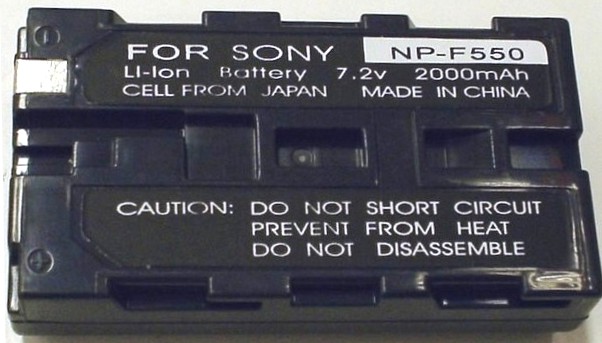 FOR SONY NP-F550
Li-Ion Battery 7.2v 2000mAh
CELL FROM JAPAN MADE IN CHINA
CAUTION: DO NOT SHORT CIRCUIT
PREVENT FROM HEAT
DO NOT DISASSEMBLE